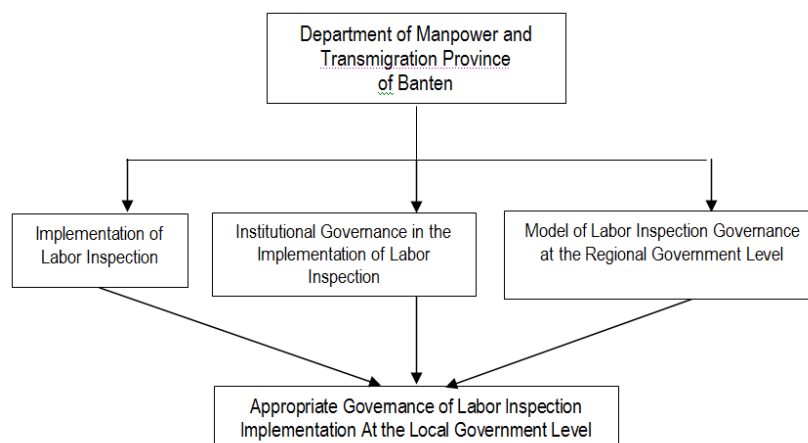 Department of Manpower and
Transmigration Province
of Banten
Implementation of
Labor Inspection
Institutional Governance in the
Implementation of Labor
Inspection
Model of Labor Inspection Governance
at the Regional Government Level
Appropriate Governance of Labor Inspection
Implementation At the Local Government Level